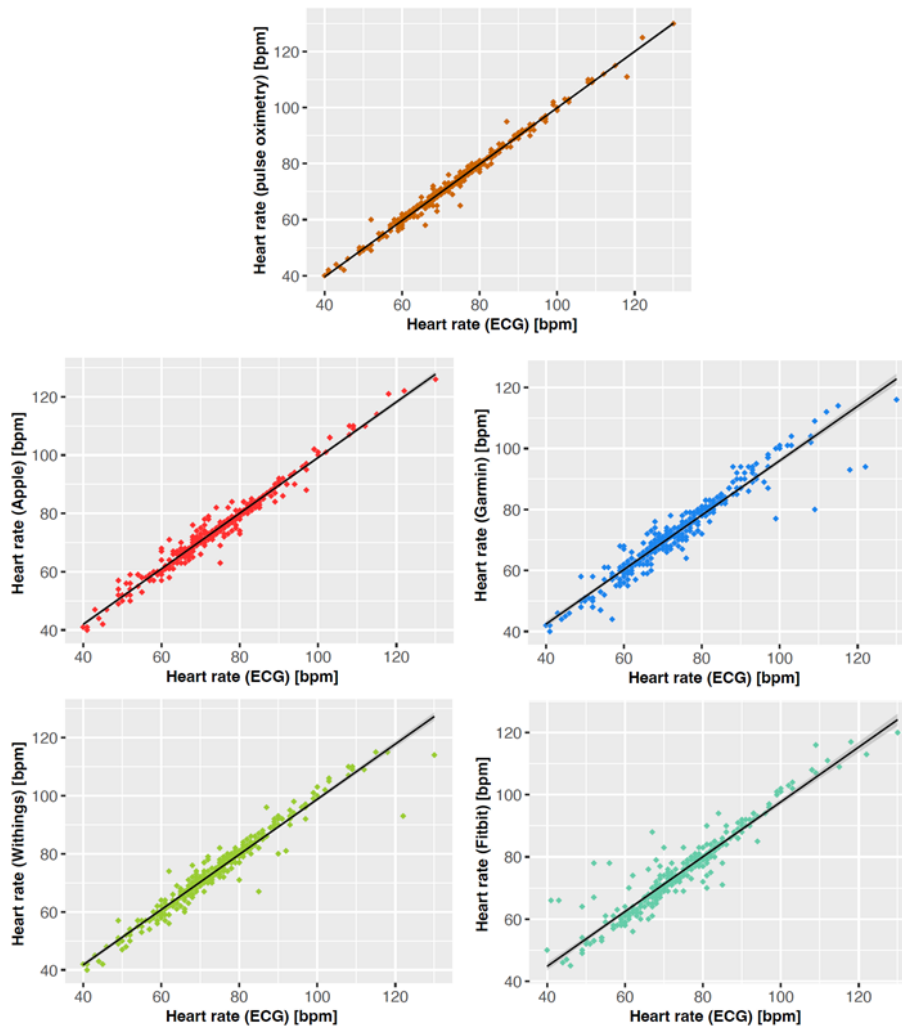 Heart rate (pulse oximetry) [bpm]
120
100
80
60
40
40 60 80 100 120
Heart rate (ECG) [bpm]
Heart rate (Apple) [bpm]
120
100
80
60
40
40 60 80 100 120
Heart rate (ECG) [bpm]
Heart rate (Garmin) [bpm]
120
100
80
60
40
40 60 80 100 120
Heart rate (ECG) [bpm]
Heart rate (Withings) [bpm]
120
100
80
60
40
40 60 80 100 120
Heart rate (ECG) [bpm]
Heart rate (Fitbit) [bpm]
120
100
80
60
40
40 60 80 100 120
Heart rate (ECG) [bpm]